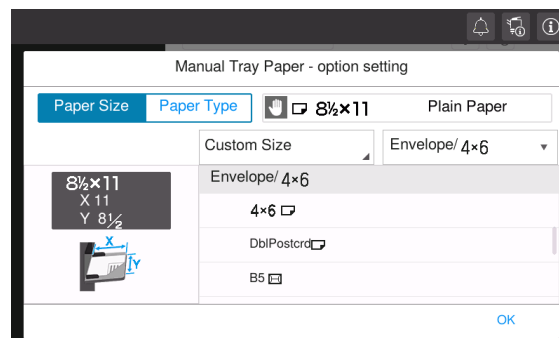 Manual Tray Paper - option setting
Paper Size Paper Type 8½×11 Plain Paper
Custom Size Envelope/ 4×6
Envelope/ 4×6
8½×11
X 11
Y 8½
4×6
X
Y
DblPostcrd
B5
OK